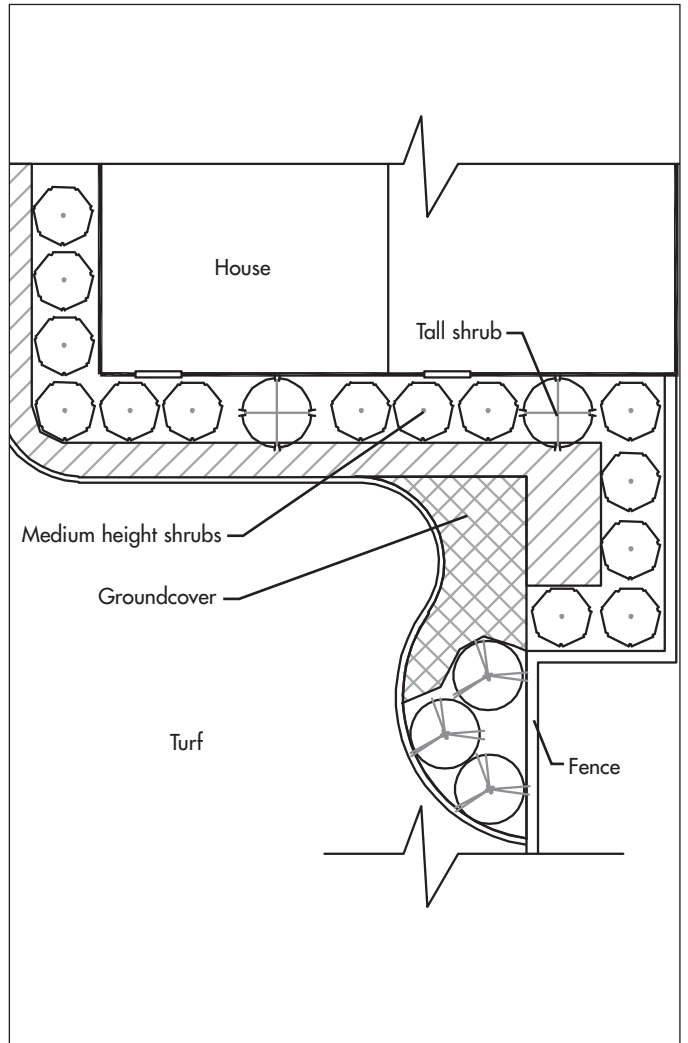 House
Tall shrub
Medium height shrubs
Groundcover
Turf
Fence